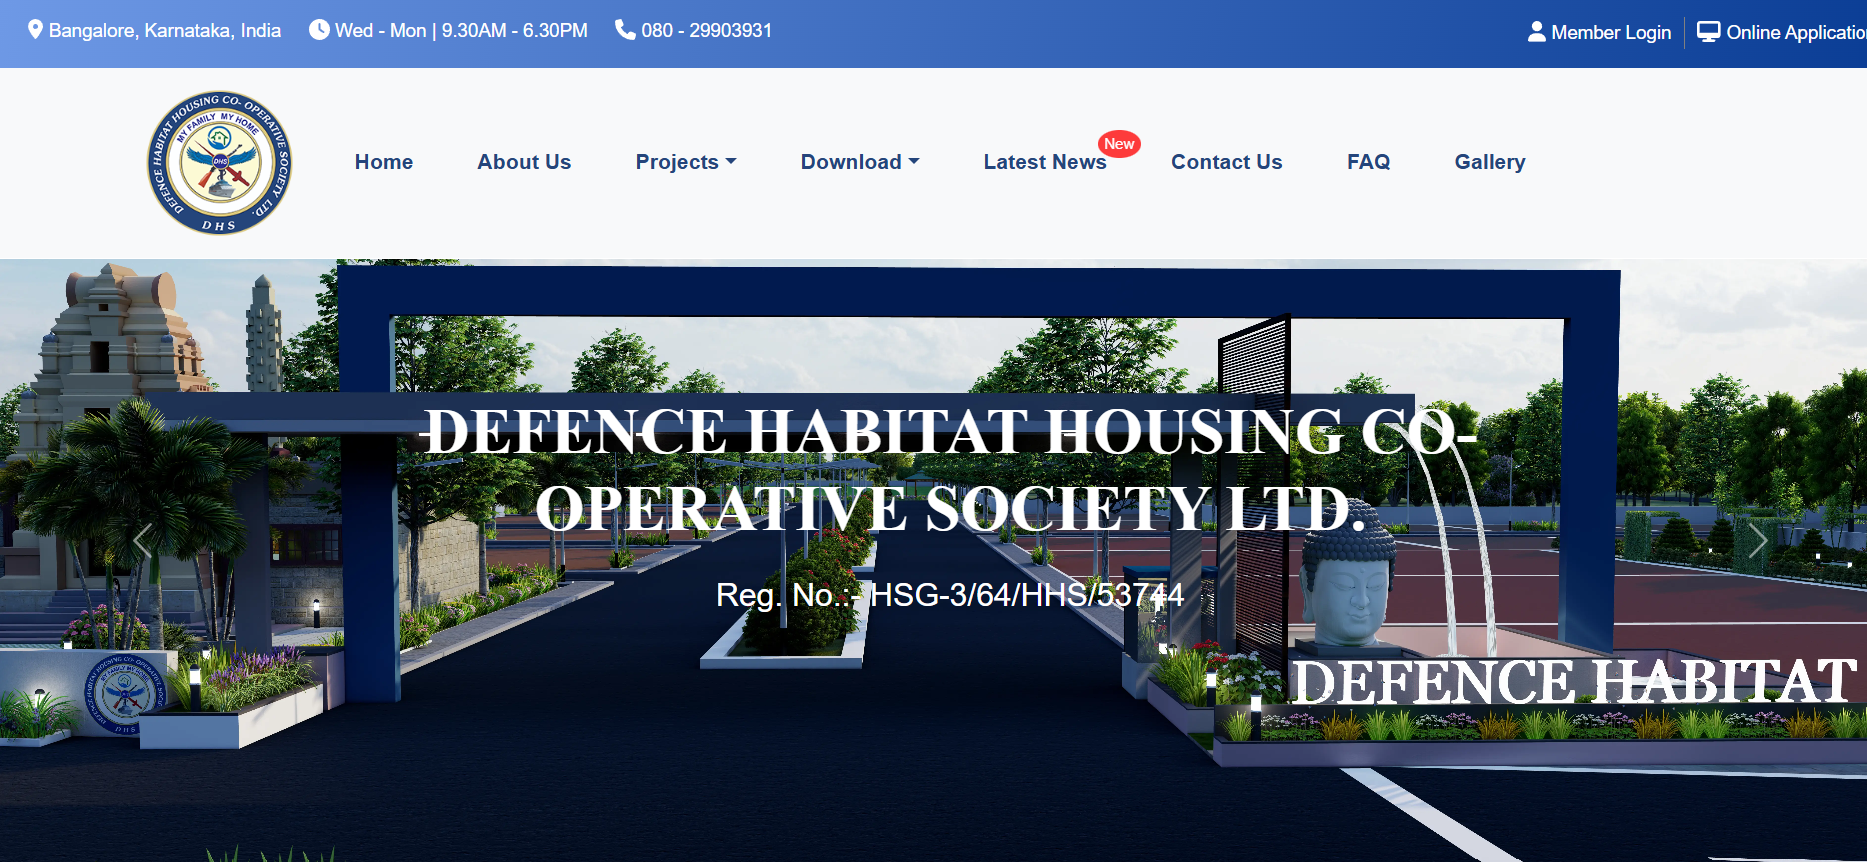 Bangalore, Karnataka, India
Wed - Mon | 9.30AM - 6.30PM
080 - 29903931
Member Login
Online Applicatio
DEFENCE HABITAT HOUSING CO- OPERATIVE SOCIETY LTD.
MY FAMILY MY HOME
DHS
DHS
Home
About Us
Projects
Download
Latest News
New
Contact Us
FAQ
Gallery
DEFENCE HABITAT HOUSING CO-
OPERATIVE SOCIETY LTD.
Reg. No.:- HSG-3/64/HHS/53744
DEFENCE HABITAT
DHS